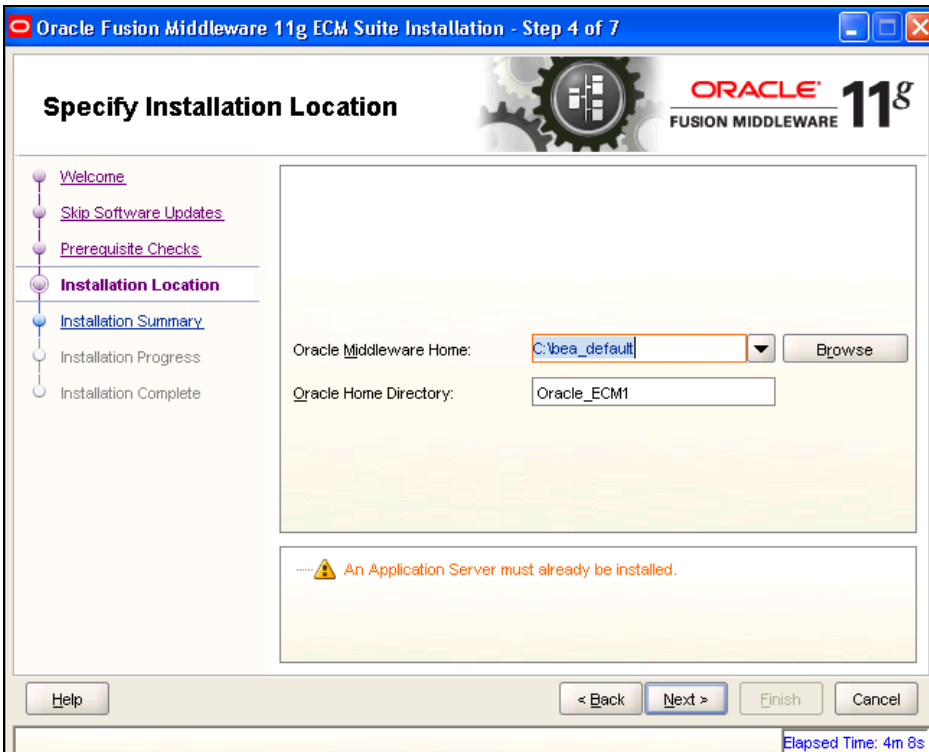 Oracle Fusion Middleware 11g ECM Suite Installation - Step 4 of 7
Specify Installation Location
ORACLE
FUSION MIDDLEWARE
11g
Welcome
Skip Software Updates
Prerequisite Checks
Installation Location
Installation Summary
Installation Progress
Installation Complete
Oracle Middleware Home: C:\bea_default Browse
Oracle Home Directory: Oracle_ECM1
An Application Server must already be installed.
Help < Back Next > Finish Cancel
Elapsed Time: 4m 8s